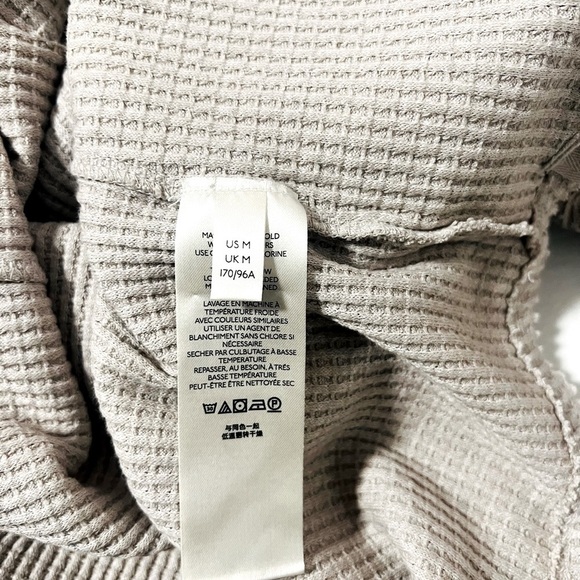 US M
UK M
170/96A
LAVAGE EN MACHINE À
TEMPÉRATURE FROIDE
AVEC COULEURS SIMILAIRES
UTILISER UN AGENT DE
BLANCHIMENT SANS CHLORE SI
NÉCESSAIRE
SECHER PAR CULBUTAGE À BASSE
TEMPERATURE
REPASSER, AU BESOIN, À TRÈS
BASSE TEMPÉRATURE
PEUT-ÊTRE ÊTRE NETTOYÉE SEC
与同色一起
低温翻转干燥